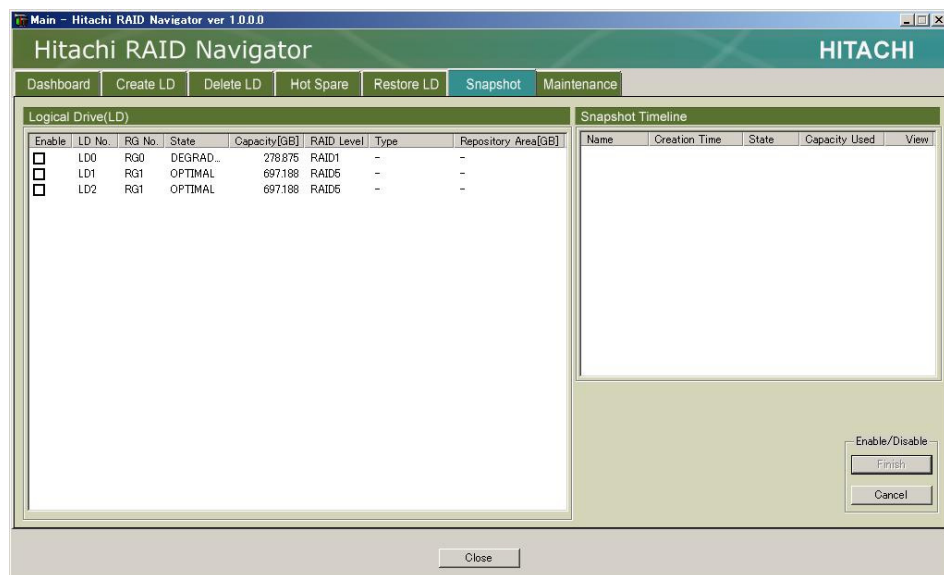 Main - Hitachi RAID Navigator ver 1.0.0.0
Hitachi RAID Navigator HITACHI
Dashboard Create LD Delete LD Hot Spare Restore LD Snapshot Maintenance
Logical Drive(LD)
Enable LD No. RG No. State Capacity[GB] RAID Level Type Repository Area[GB]
LD0 RG0 DEGRAD... 278.875 RAID1 - -
LD1 RG1 OPTIMAL 697.188 RAID5 - -
LD2 RG1 OPTIMAL 697.188 RAID5 - -
Snapshot Timeline
Name Creation Time State Capacity Used View
Enable/Disable
Finish
Cancel
Close